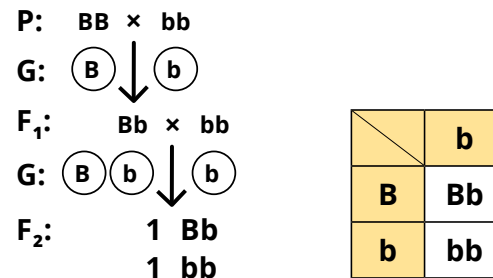 P: BB × bb
G: B b
F₁: Bb × bb
G: B b b
F₂: 1 Bb
1 bb
b
B Bb
b bb